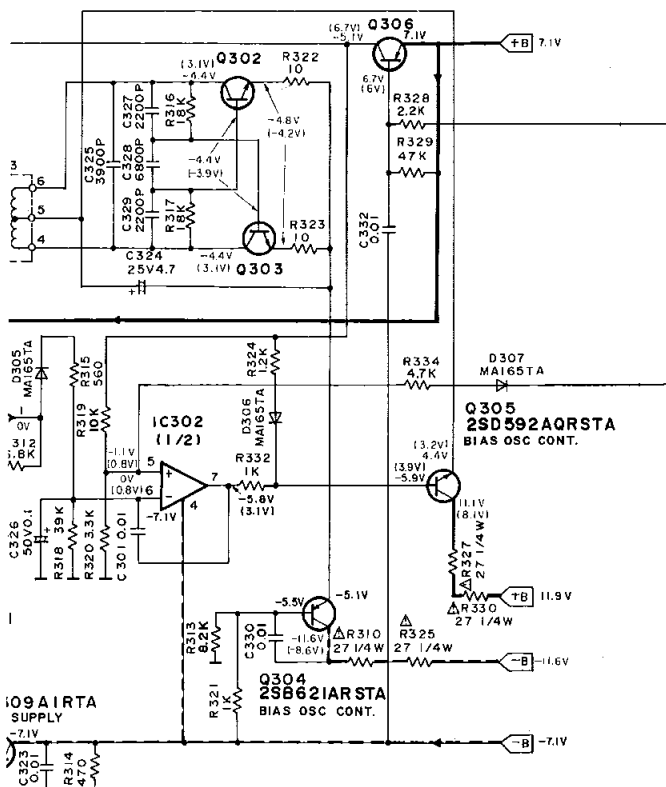 Q306
(6.7V)
-5.1V
7.1V
+B 7.1V
Q302
(3.1V)
-4.4V
R322
10
6.7V
(6V)
R328
2.2K
R329
47K
C325
3900P
C327
2200P
R316
18K
C328
6800P
-4.4V
(-3.9V)
-4.8V
(-4.2V)
C329
2200P
R317
18K
3
6
5
4
R323
10
C332
0.01
C324
25V4.7
+
-4.4V
(3.1V)
Q303
D305
MA165TA
R315
560
R324
1.2K
R334
4.7K
D307
MA165TA
D306
MA165TA
R319
10K
IC302
(1/2)
Q305
2SD592AQRSTA
BIAS OSC CONT.
-1
0V
312
6.8K
-1.1V
(0.8V)
0V
(0.8V)
5
6
+
-
7
4
-7.1V
R332
1K
-5.8V
(3.1V)
(3.2V)
4.4V
(3.9V)
-5.9V
11.1V
(8.1V)
C326
50V0.1
+
R318 39K
R320 3.3K
C301 0.01
R327
27 1/4W
+B 11.9V
R330
27 1/4W
-5.5V
-5.1V
R313
8.2K
C330
0.01
-11.6V
(-8.6V)
R310
27 1/4W
R325
27 1/4W
-B -11.6V
R321
1K
Q304
2SB621ARSTA
BIAS OSC CONT.
309A1RTA
SUPPLY
-7.1V
-B -7.1V
C323
0.01
R314
470